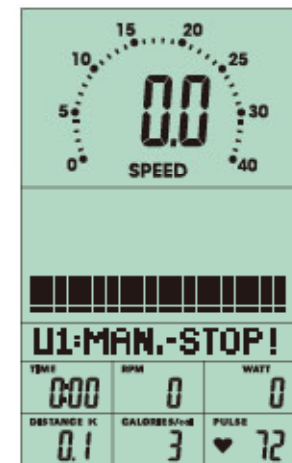 15 20
10 25
5 0.0 30
0 SPEED 40
U1:MAN.-STOP!
TIME RPM WATT
0:00 0 0
DISTANCE K CALORIES/cal PULSE
0.1 3 72